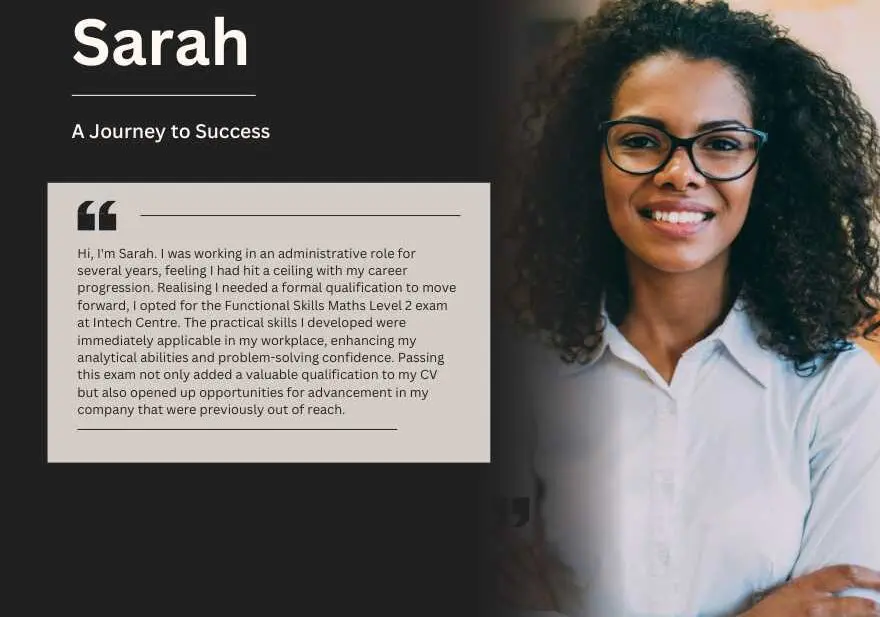 Sarah
A Journey to Success
“
Hi, I'm Sarah. I was working in an administrative role for
several years, feeling I had hit a ceiling with my career
progression. Realising I needed a formal qualification to move
forward, I opted for the Functional Skills Maths Level 2 exam
at Intech Centre. The practical skills I developed were
immediately applicable in my workplace, enhancing my
analytical abilities and problem-solving confidence. Passing
this exam not only added a valuable qualification to my CV
but also opened up opportunities for advancement in my
company that were previously out of reach.
”